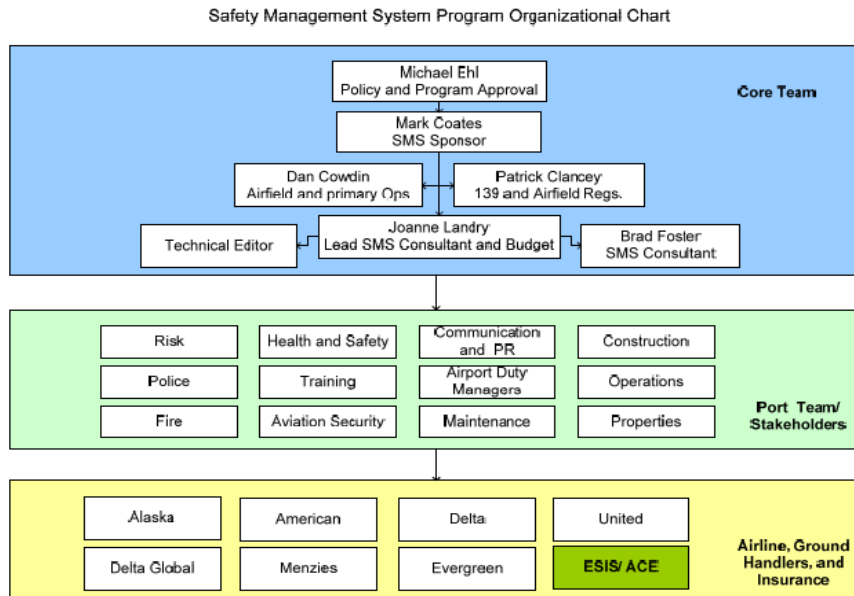 Safety Management System Program Organizational Chart
Michael Ehl
Policy and Program Approval
Core Team
Mark Coates
SMS Sponsor
Dan Cowdin
Airfield and primary Ops
Patrick Clancey
139 and Airfield Regs.
Technical Editor
Joanne Landry
Lead SMS Consultant and Budget
Brad Foster
SMS Consultant
Risk
Health and Safety
Communication
and PR
Construction
Police
Training
Airport Duty
Managers
Operations
Fire
Aviation Security
Maintenance
Properties
Port Team/
Stakeholders
Alaska
American
Delta
United
Delta Global
Menzies
Evergreen
ESIS/ ACE
Airline, Ground
Handlers, and
Insurance